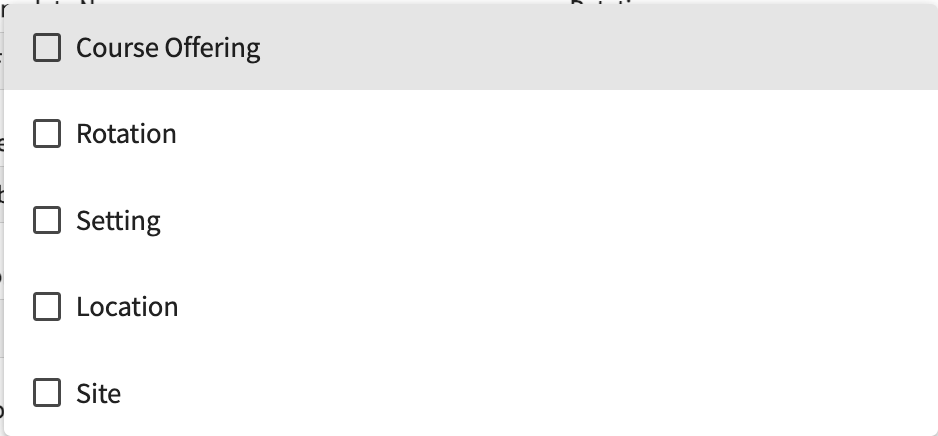 Course Offering
Rotation
Setting
Location
Site